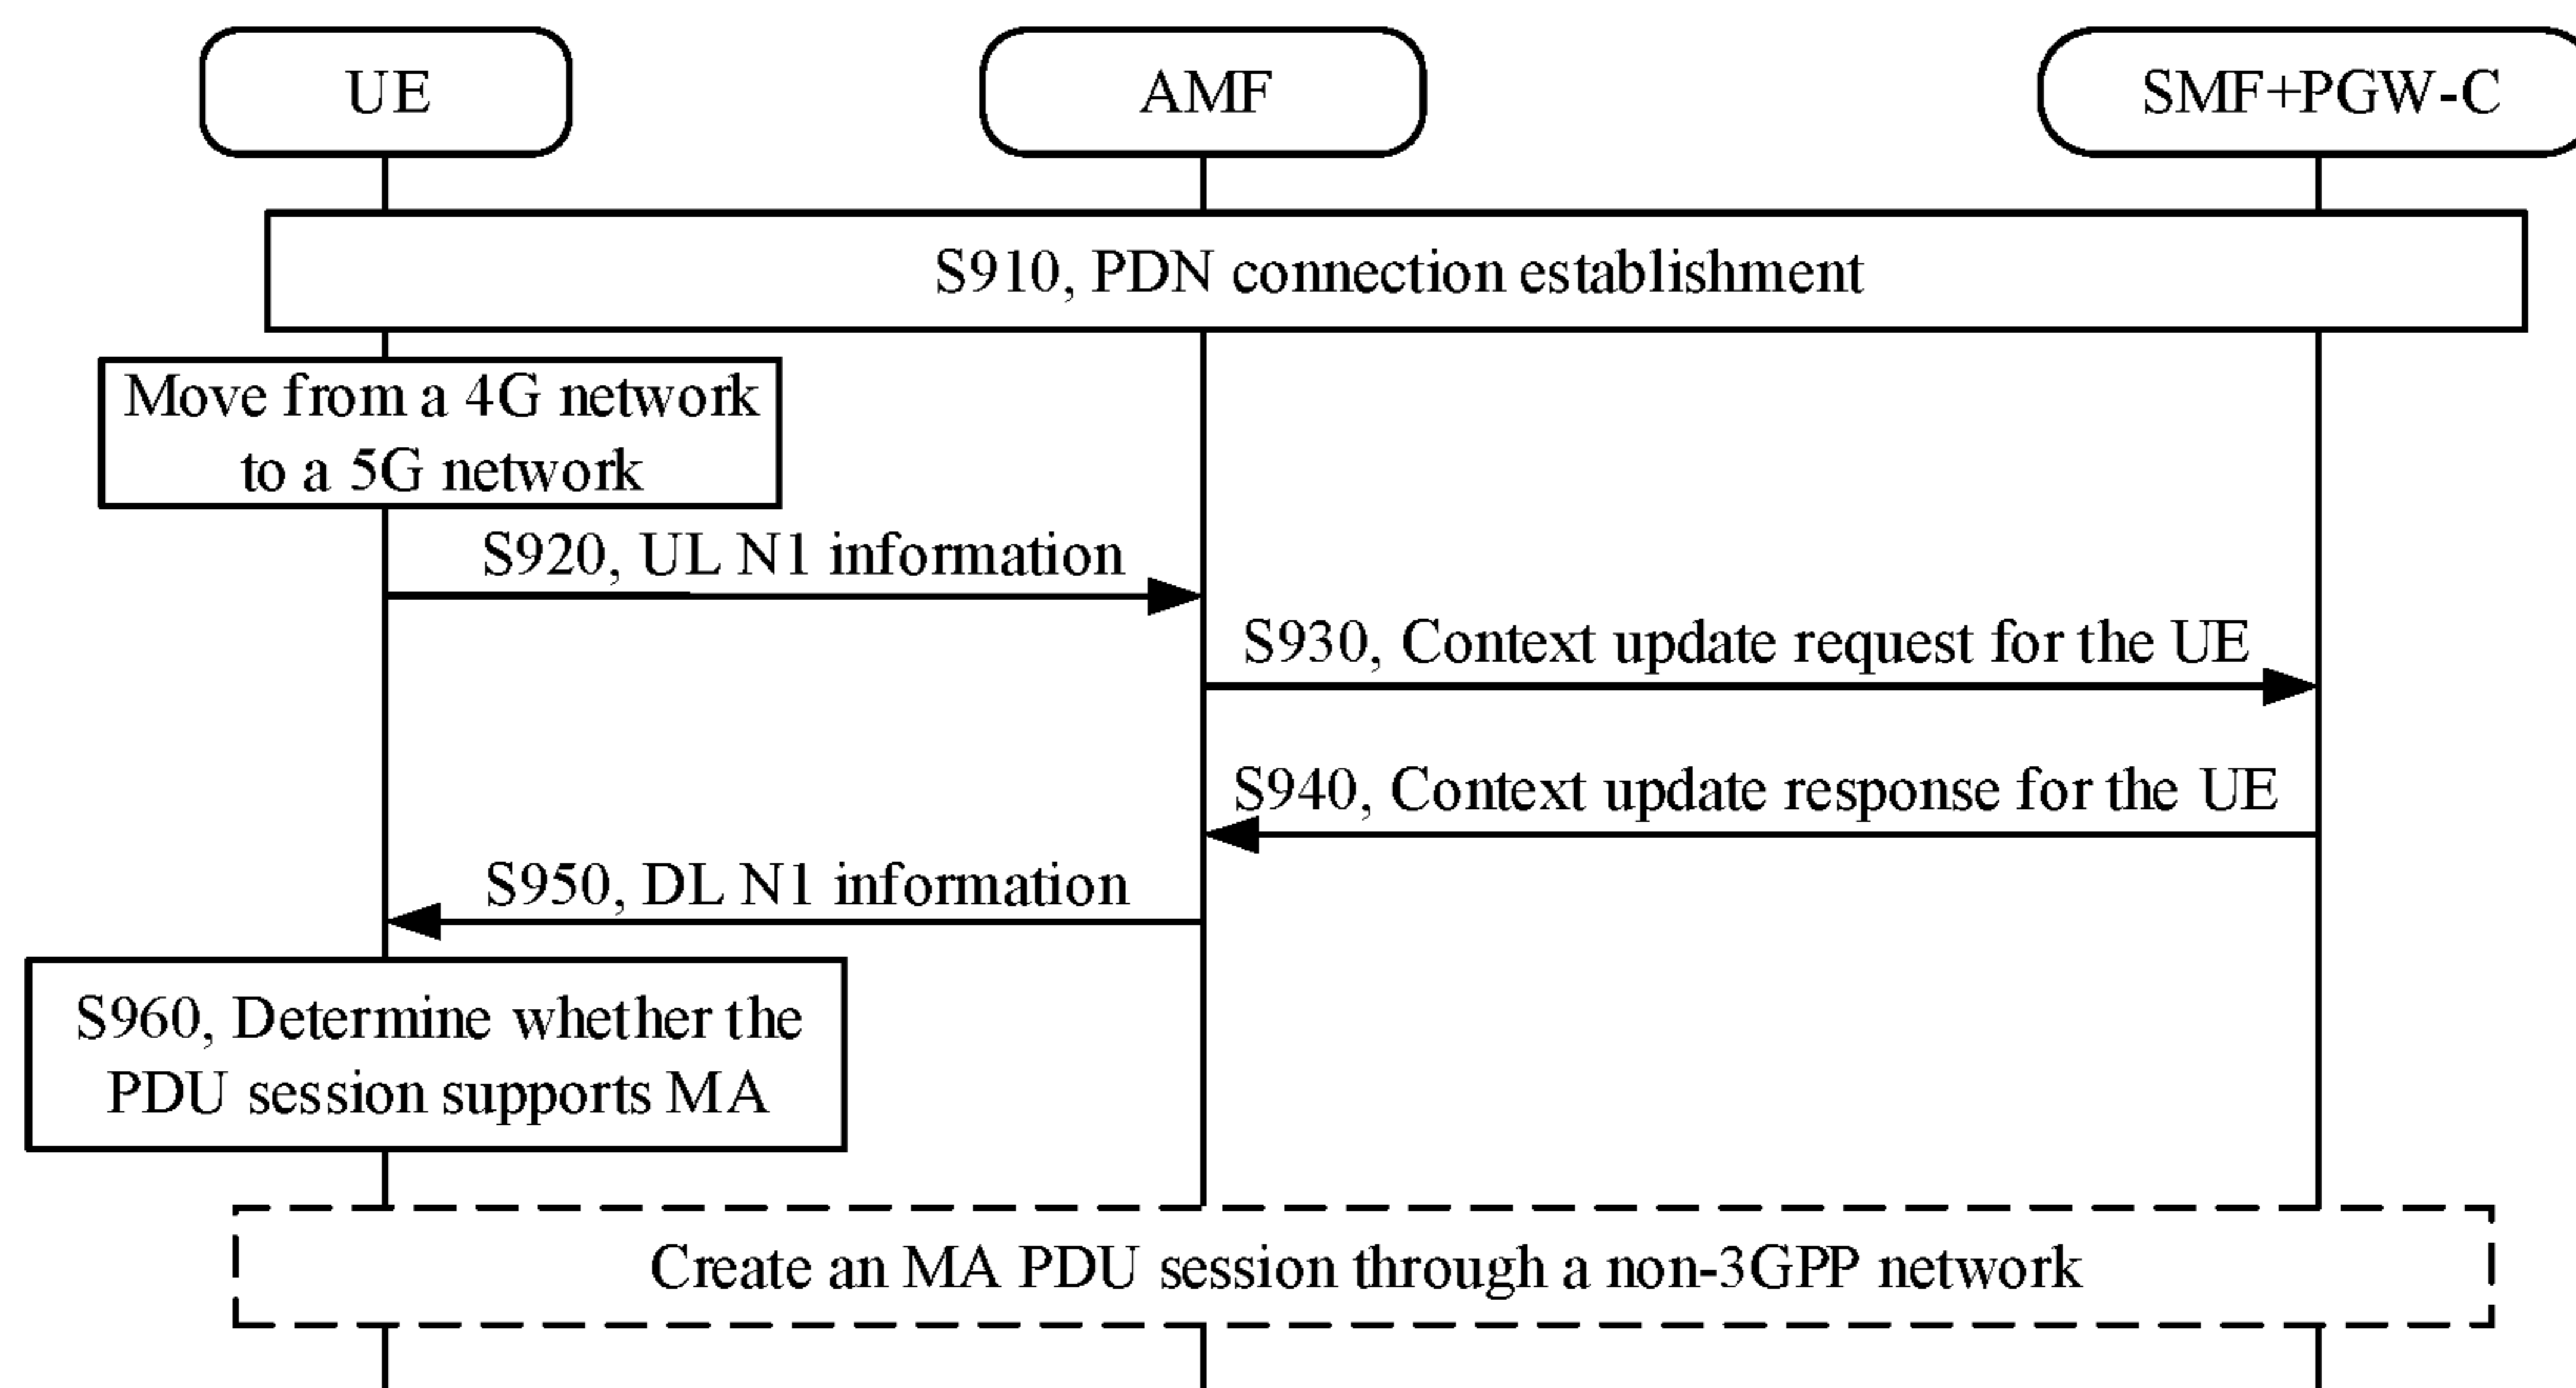 UE
AMF
SMF+PGW-C
S910, PDN connection establishment
Move from a 4G network
to a 5G network
S920, UL N1 information
S930, Context update request for the UE
S940, Context update response for the UE
S950, DL N1 information
S960, Determine whether the
PDU session supports MA
Create an MA PDU session through a non-3GPP network